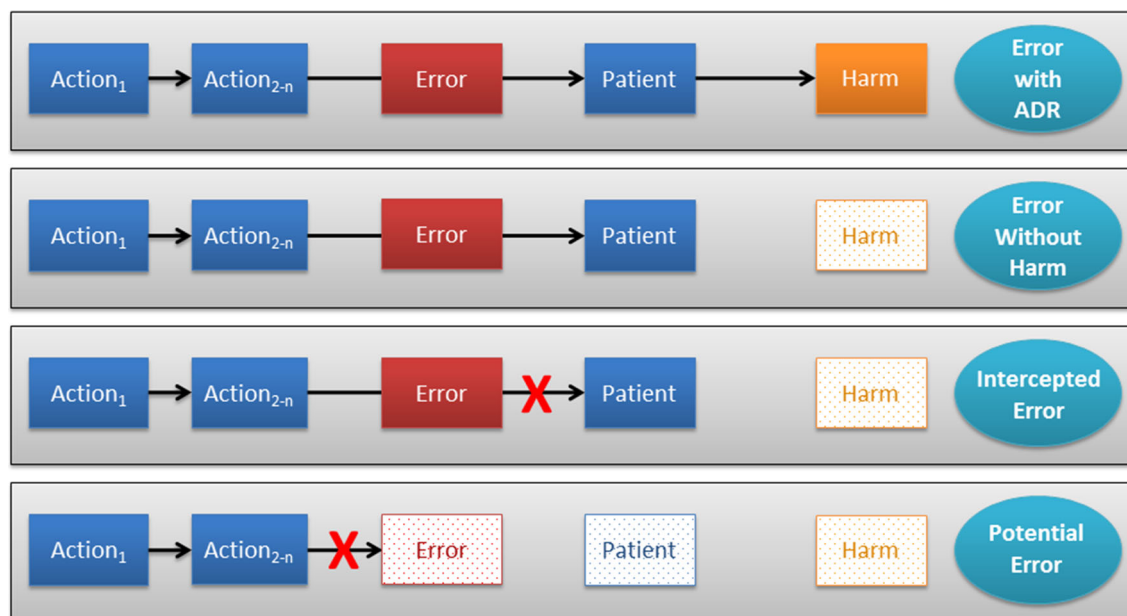 Action₁ Action₂₋ₙ Error Patient Harm
Error
with
ADR
Action₁ Action₂₋ₙ Error Patient Harm
Error
Without
Harm
Action₁ Action₂₋ₙ Error Patient Harm
Intercepted
Error
Action₁ Action₂₋ₙ Error Patient Harm
Potential
Error